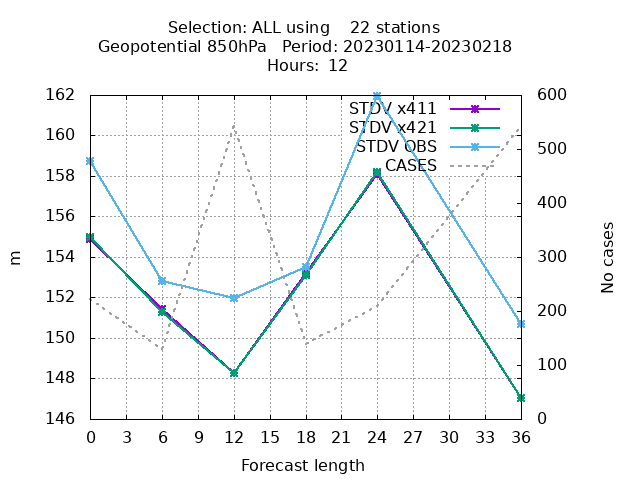 Selection: ALL using    22 stations
Geopotential 850hPa   Period: 20230114-20230218
Hours:  12
162
160
158
156
154
152
150
148
146
600
500
400
300
200
100
0
STDV x411
STDV x421
STDV OBS
CASES
m
No cases
0 3 6 9 12 15 18 21 24 27 30 33 36
Forecast length